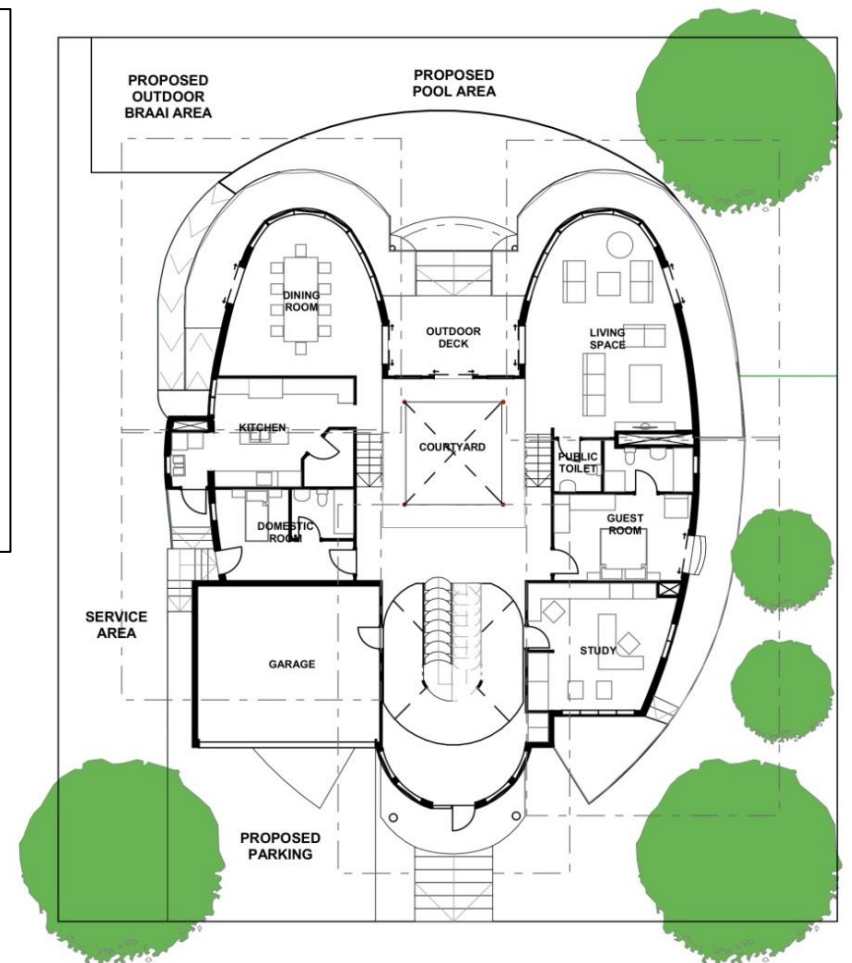 PROPOSED
OUTDOOR
BRAAI AREA
PROPOSED
POOL AREA
DINING
ROOM
OUTDOOR
DECK
LIVING
SPACE
KITCHEN
COURTYARD
PUBLIC
TOILET
DOMESTIC
ROOM
GUEST
ROOM
SERVICE
AREA
GARAGE
STUDY
PROPOSED
PARKING